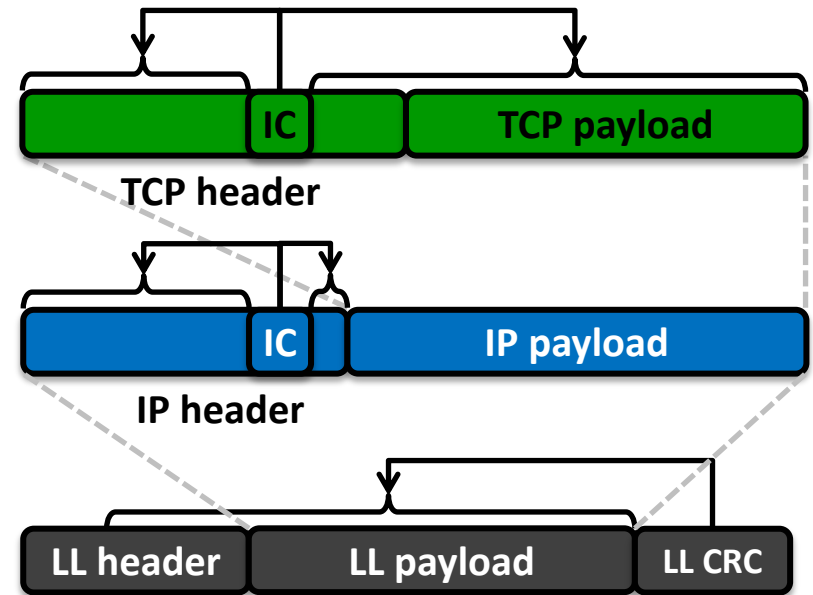 IC
TCP payload
TCP header
IC
IP payload
IP header
LL header
LL payload
LL CRC